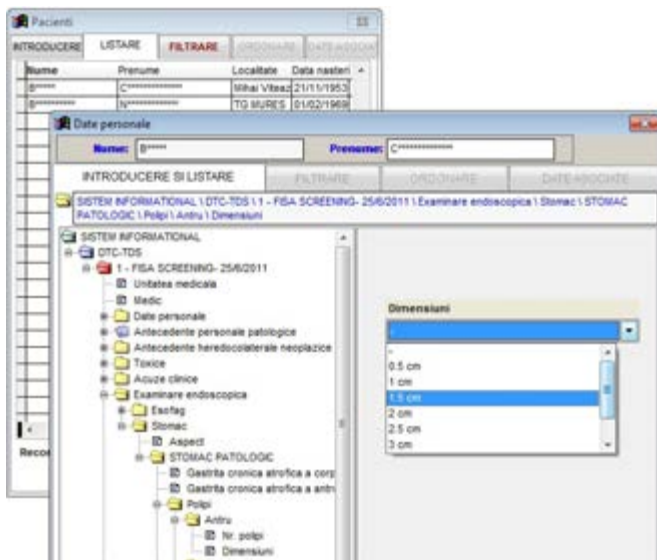 Pacienti
INTRODUCERE LISTARE FILTRARE ORDONARE DATE ASOCIAT
Nume Prenume Localitate Data nasteri
B***** C************** Mihai Viteaz 21/11/1953
B********** N************** TG MURES 01/02/1969
Date personale
Nume: B***** Prenume: C**************
INTRODUCERE SI LISTARE FILTRARE ORDONARE DATE ASOCIATE
SISTEM INFORMATIONAL \ DTC-TDS \ 1 - FISA SCREENING- 25/6/2011 \ Examinare endoscopica \ Stomac \ STOMAC
PATOLOGIC \ Polipi \ Antru \ Dimensiuni
SISTEM INFORMATIONAL
DTC-TDS
1 - FISA SCREENING- 25/6/2011
Unitatea medicala
Medic
Date personale
Antecedente personale patologice
Antecedente heredocolaterale neoplazice
Toxice
Acuze clinice
Examinare endoscopica
Esofag
Stomac
Aspect
STOMAC PATOLOGIC
Gastrita cronica atrofica a corp
Gastrita cronica atrofica a antr
Polipi
Antru
Nr. polipi
Dimensiuni
Dimensiuni
-
-
0.5 cm
1 cm
1.5 cm
2 cm
2.5 cm
3 cm
Recor